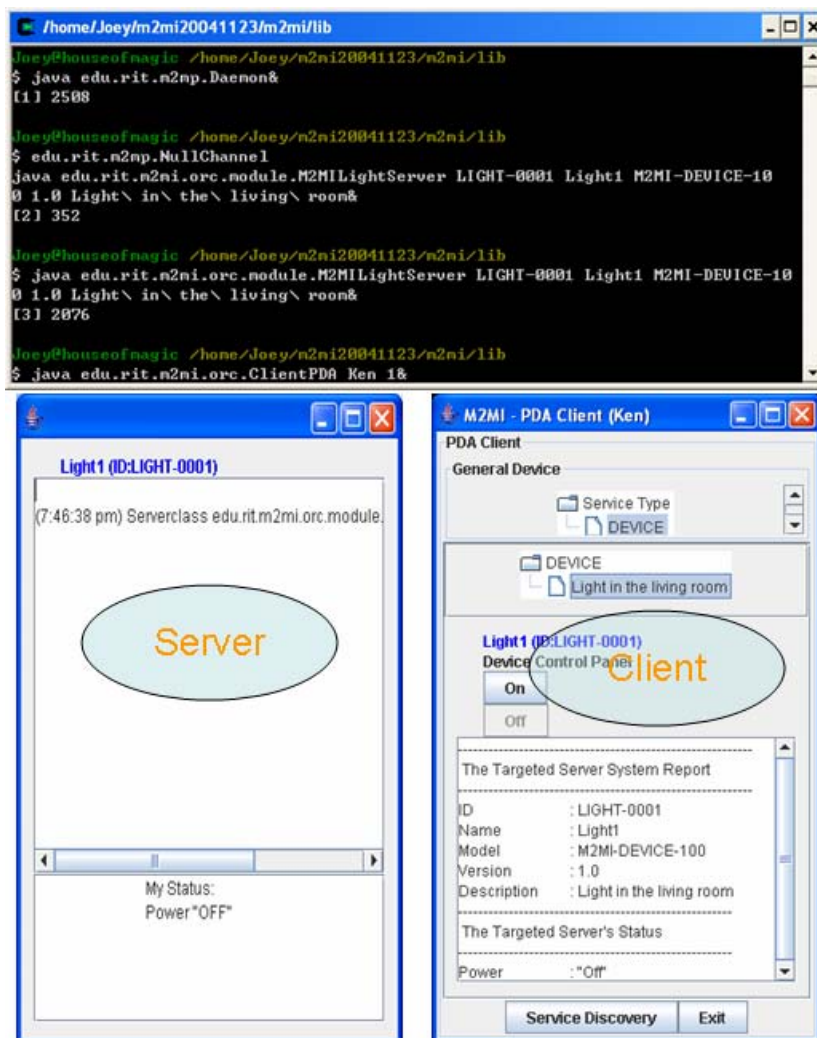 /home/Joey/m2mi20041123/m2mi/lib
Joey@houseofmagic /home/Joey/m2mi20041123/m2mi/lib
$ java edu.rit.m2mp.Daemon&
[1] 2508
Joey@houseofmagic /home/Joey/m2mi20041123/m2mi/lib
$ edu.rit.m2mp.NullChannel
java edu.rit.m2mi.orc.module.M2MILightServer LIGHT-0001 Light1 M2MI-DEVICE-10
0 1.0 Light\ in\ the\ living\ room&
[2] 352
Joey@houseofmagic /home/Joey/m2mi20041123/m2mi/lib
$ java edu.rit.m2mi.orc.module.M2MILightServer LIGHT-0001 Light1 M2MI-DEVICE-10
0 1.0 Light\ in\ the\ living\ room&
[3] 2076
Joey@houseofmagic /home/Joey/m2mi20041123/m2mi/lib
$ java edu.rit.m2mi.orc.ClientPDA Ken 1&
Light1 (ID:LIGHT-0001)
(7:46:38 pm) Serverclass edu.rit.m2mi.orc.module.
Server
My Status:
Power "OFF"
M2MI - PDA Client (Ken)
PDA Client
General Device
Service Type
DEVICE
DEVICE
Light in the living room
Light1 (ID:LIGHT-0001)
Device Control Panel
Client
On
Off
----------------------------------------------------------
The Targeted Server System Report
----------------------------------------------------------
ID : LIGHT-0001
Name : Light1
Model : M2MI-DEVICE-100
Version : 1.0
Description : Light in the living room
----------------------------------------------------------
The Targeted Server's Status
----------------------------------------------------------
Power : "Off"
Service Discovery Exit